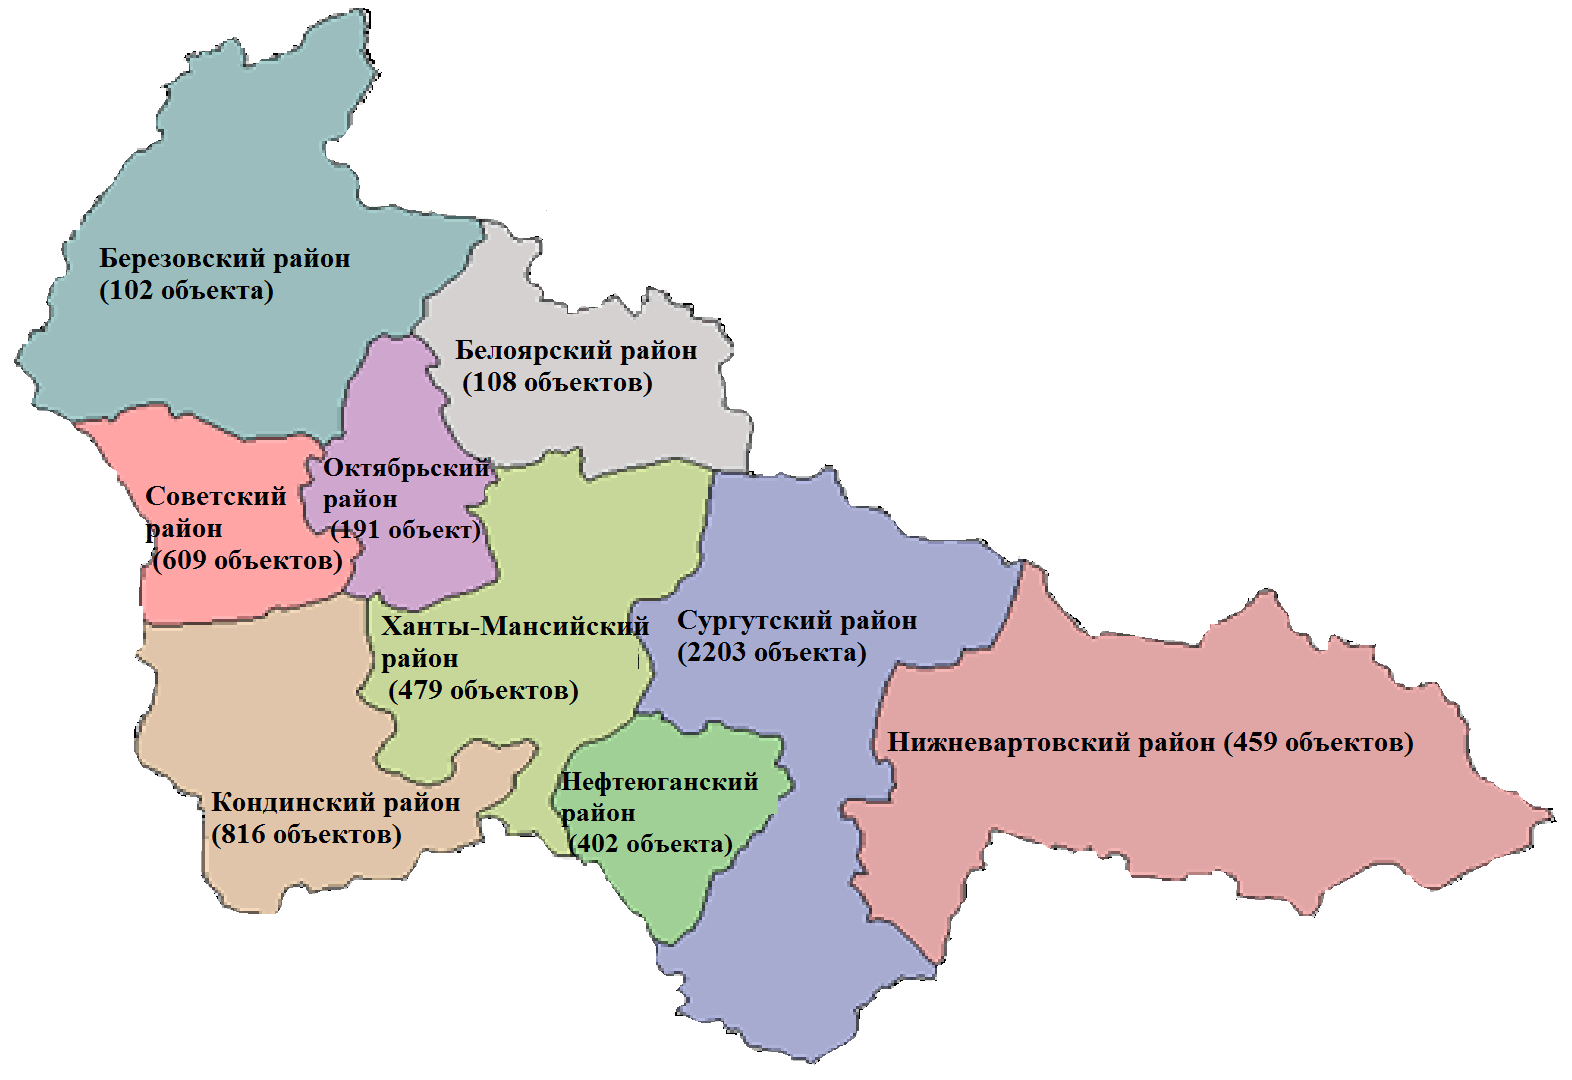 Березовский район
(102 объекта)
Белоярский район
(108 объектов)
Октябрьский
район
(191 объект)
Советский
район
(609 объектов)
Ханты-Мансийский
район
(479 объектов)
Сургутский район
(2203 объекта)
Нижневартовский район (459 объектов)
Кондинский район
(816 объектов)
Нефтеюганский
район
(402 объекта)